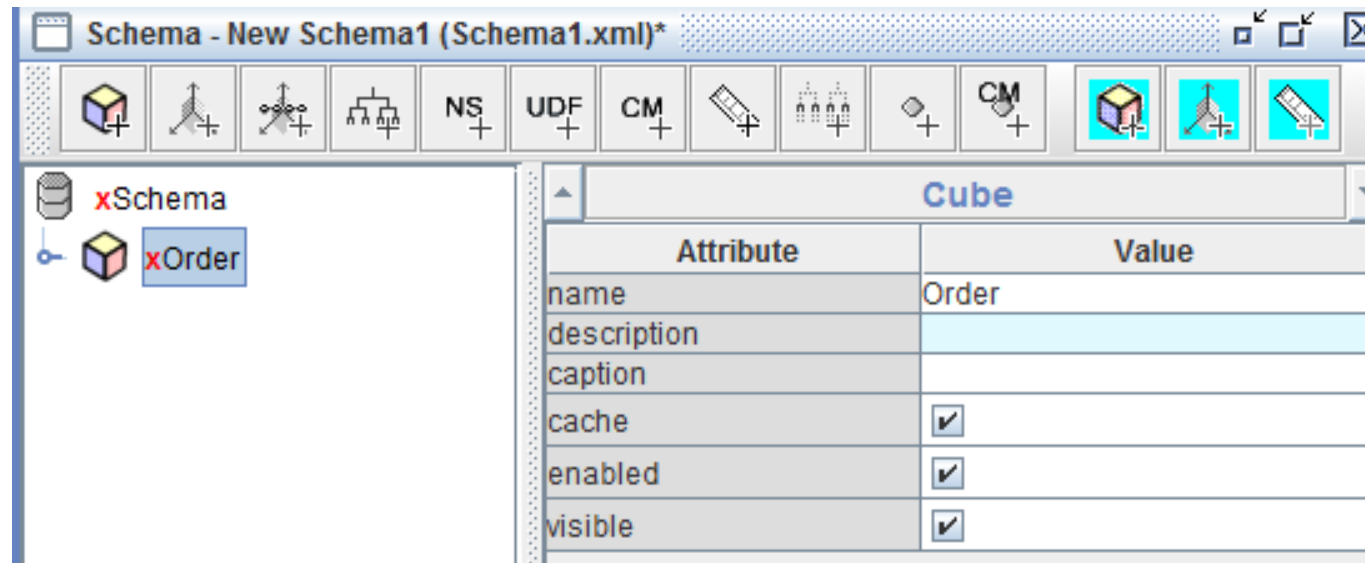 Schema - New Schema1 (Schema1.xml)*
NS UDF CM CM
xSchema
xOrder
Cube
Attribute Value
name Order
description
caption
cache
enabled
visible